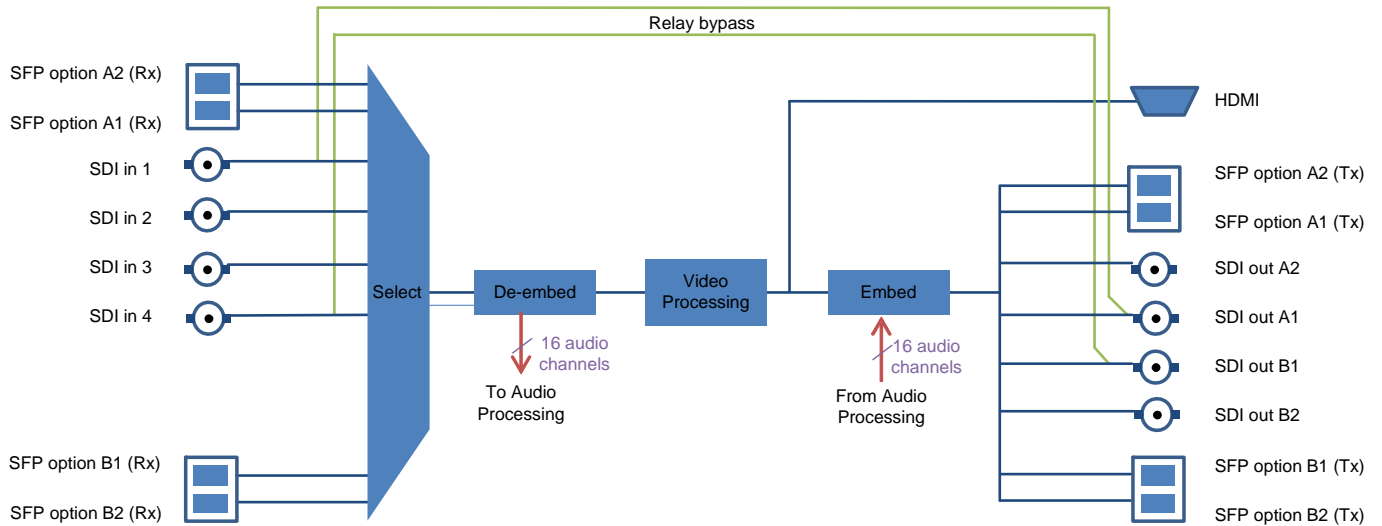 Relay bypass
SFP option A2 (Rx)
SFP option A1 (Rx)
SDI in 1
SDI in 2
SDI in 3
SDI in 4
SFP option B1 (Rx)
SFP option B2 (Rx)
Select
De-embed
16 audio
channels
To Audio
Processing
Video
Processing
Embed
16 audio
channels
From Audio
Processing
HDMI
SFP option A2 (Tx)
SFP option A1 (Tx)
SDI out A2
SDI out A1
SDI out B1
SDI out B2
SFP option B1 (Tx)
SFP option B2 (Tx)